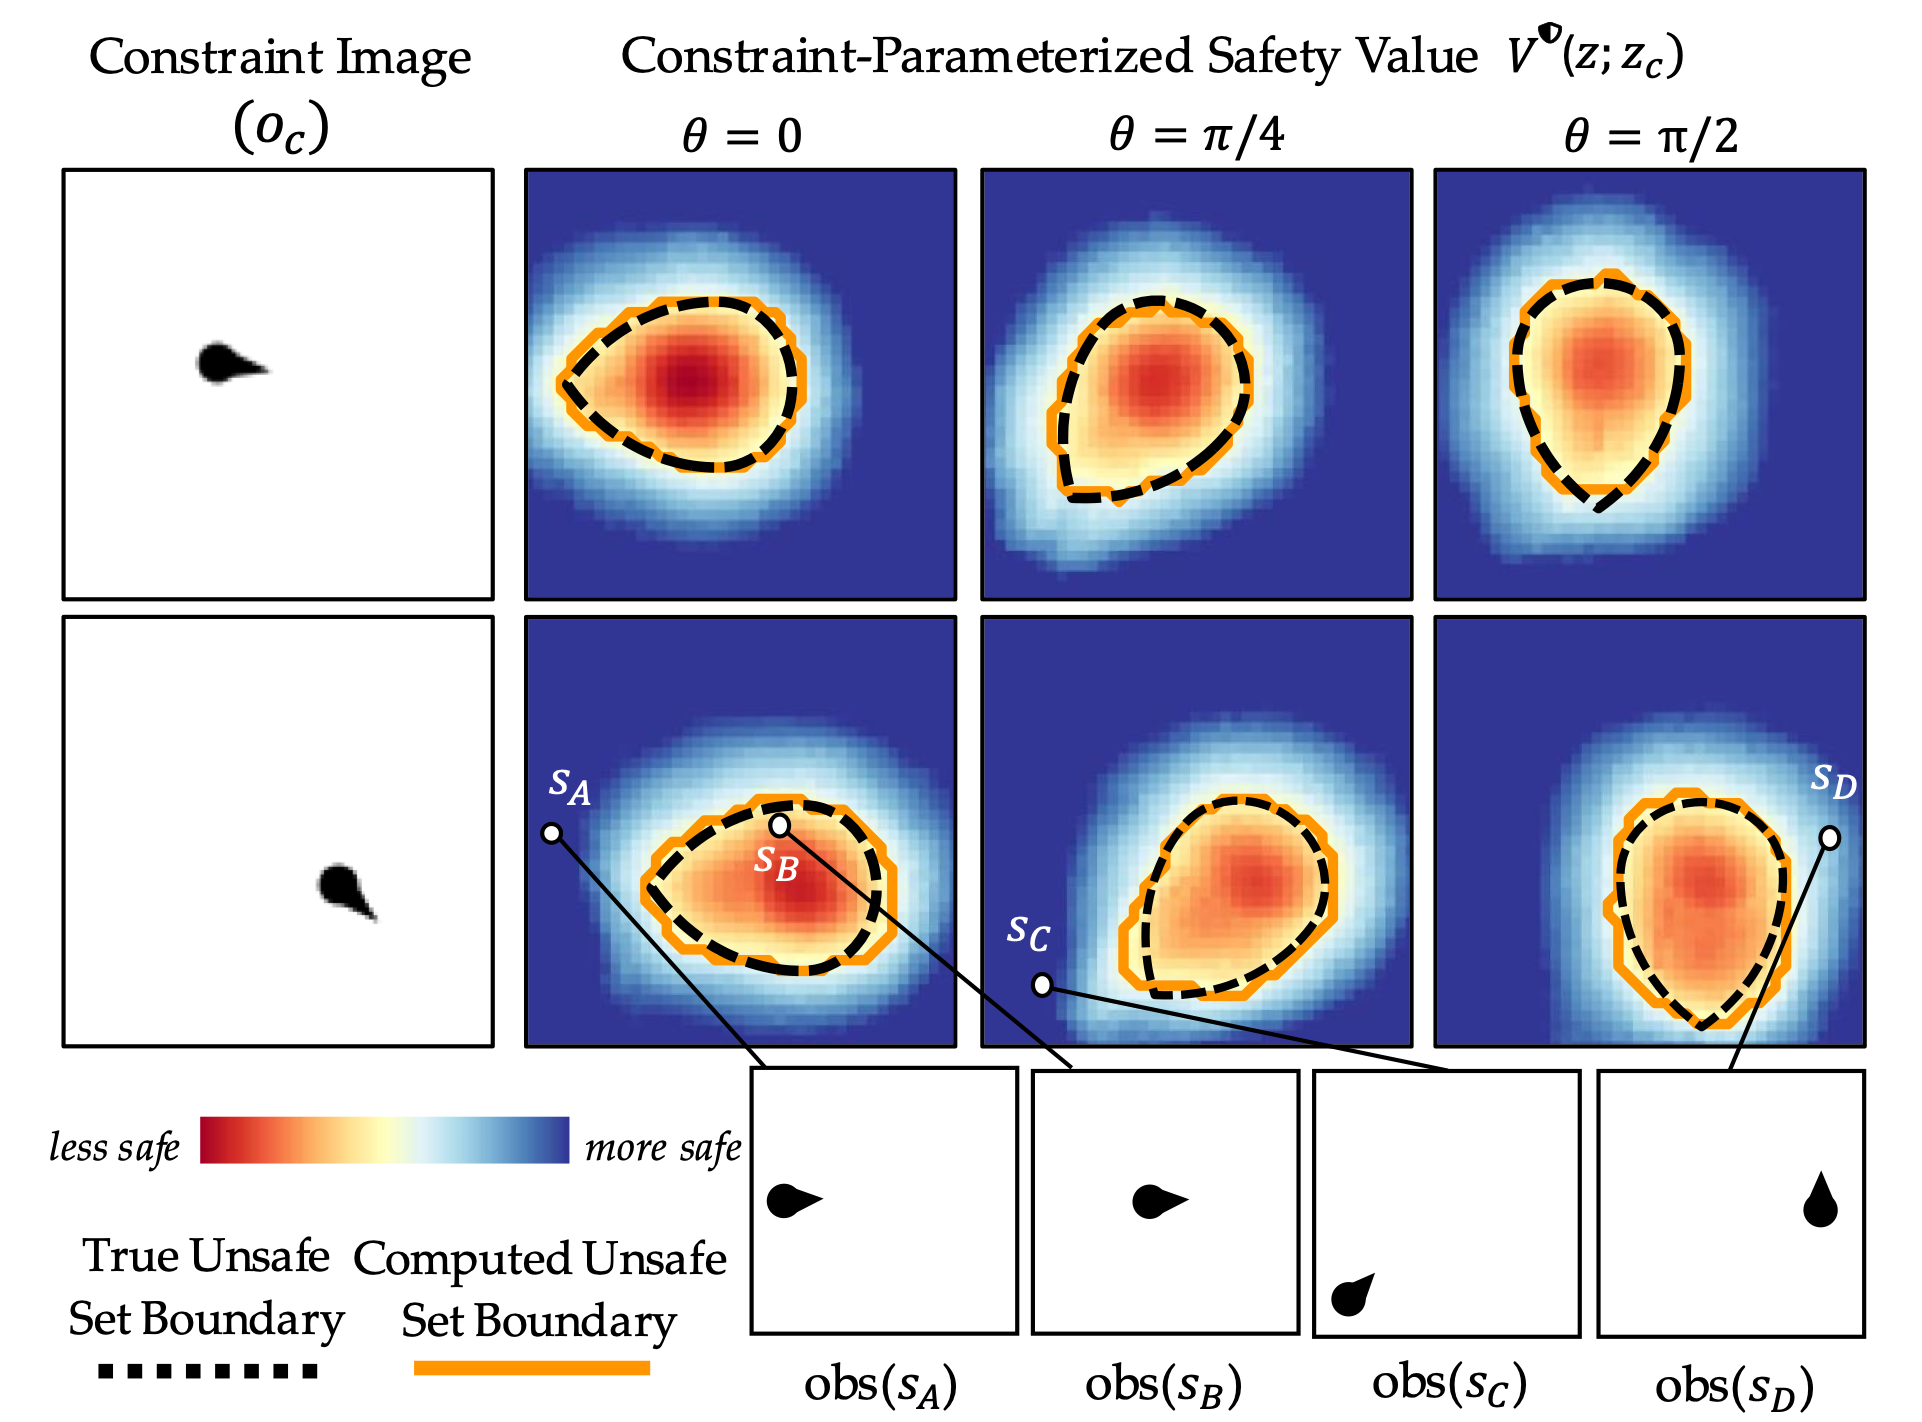 Constraint Image
(o_c)
Constraint-Parameterized Safety Value V(z; z_c)
θ = 0
θ = π/4
θ = π/2
s_A
s_B
s_C
s_D
less safe
more safe
True Unsafe
Set Boundary
Computed Unsafe
Set Boundary
obs(s_A)
obs(s_B)
obs(s_C)
obs(s_D)